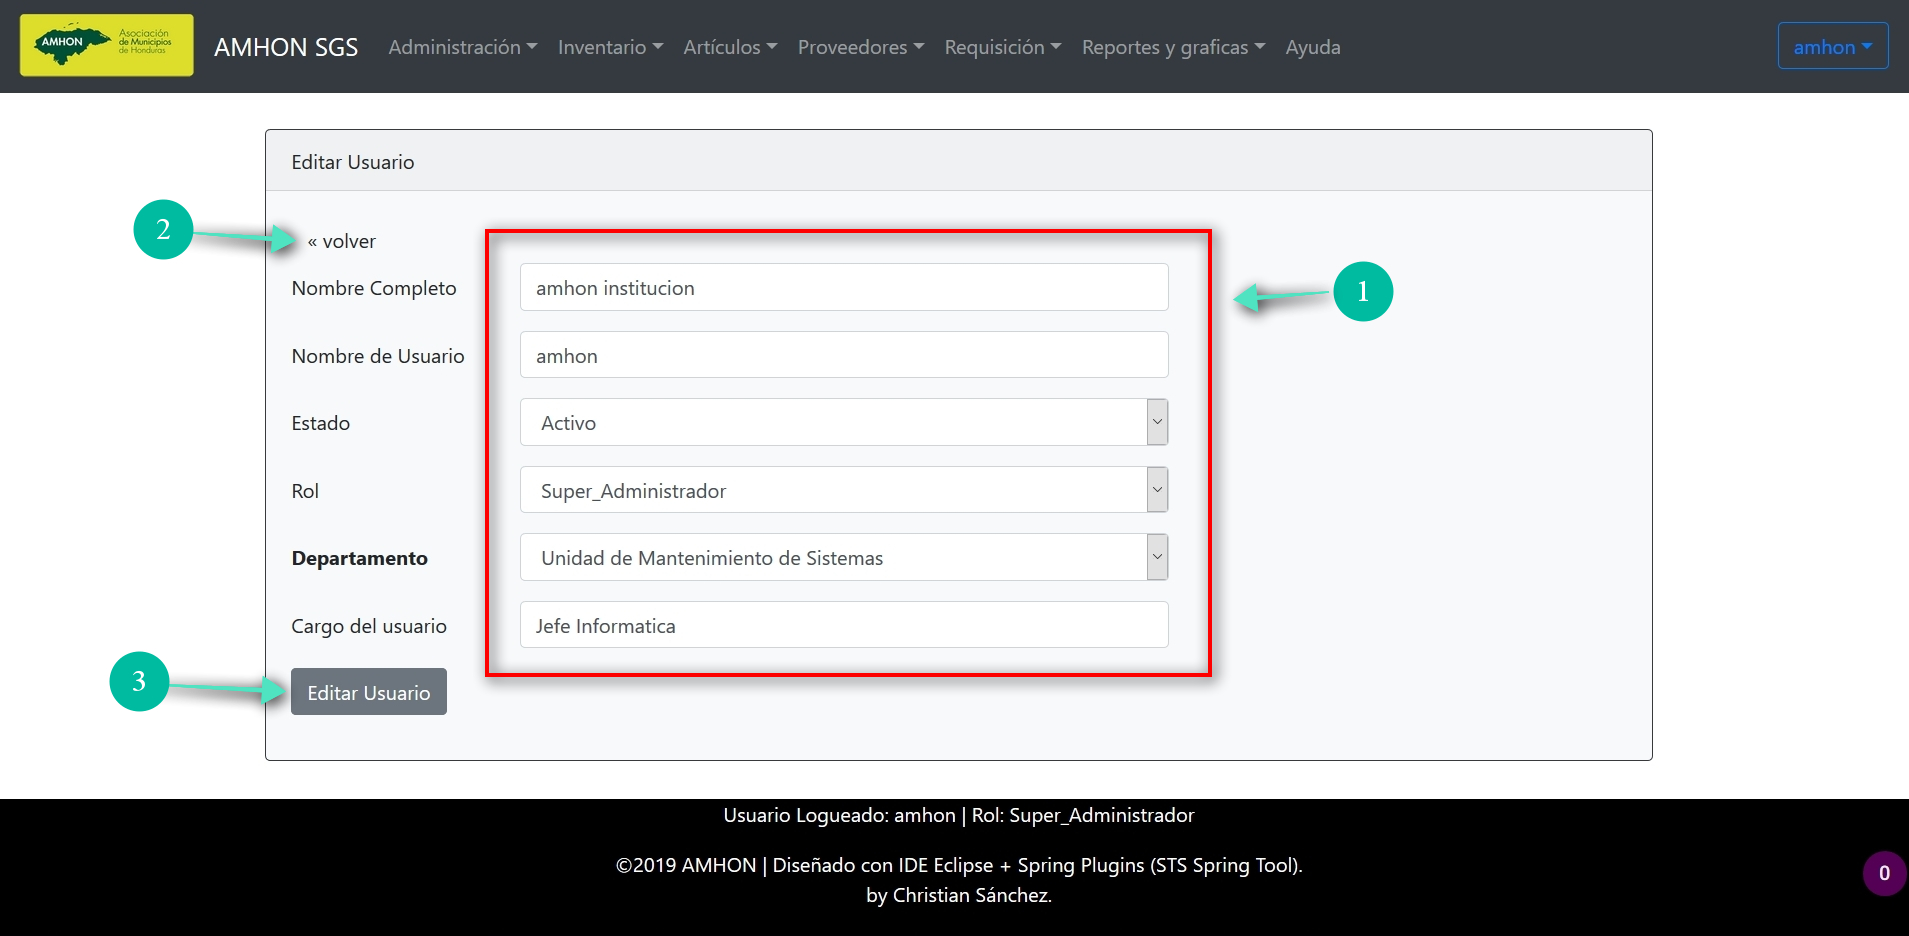 AMHON
Asociación
de Municipios
de Honduras
AMHON SGS Administración Inventario Artículos Proveedores Requisición Reportes y graficas Ayuda amhon
Editar Usuario
2
« volver
1
Nombre Completo amhon institucion
Nombre de Usuario amhon
Estado Activo
Rol Super_Administrador
Departamento Unidad de Mantenimiento de Sistemas
Cargo del usuario Jefe Informatica
3
Editar Usuario
Usuario Logueado: amhon | Rol: Super_Administrador
©2019 AMHON | Diseñado con IDE Eclipse + Spring Plugins (STS Spring Tool).
0
by Christian Sánchez.